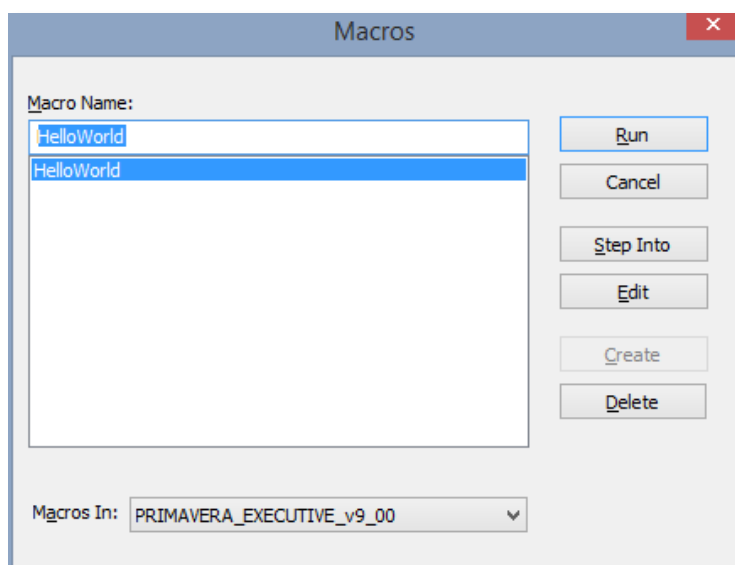 Macros
Macro Name:
HelloWorld
HelloWorld
Run
Cancel
Step Into
Edit
Create
Delete
Macros In: PRIMAVERA_EXECUTIVE_v9_00